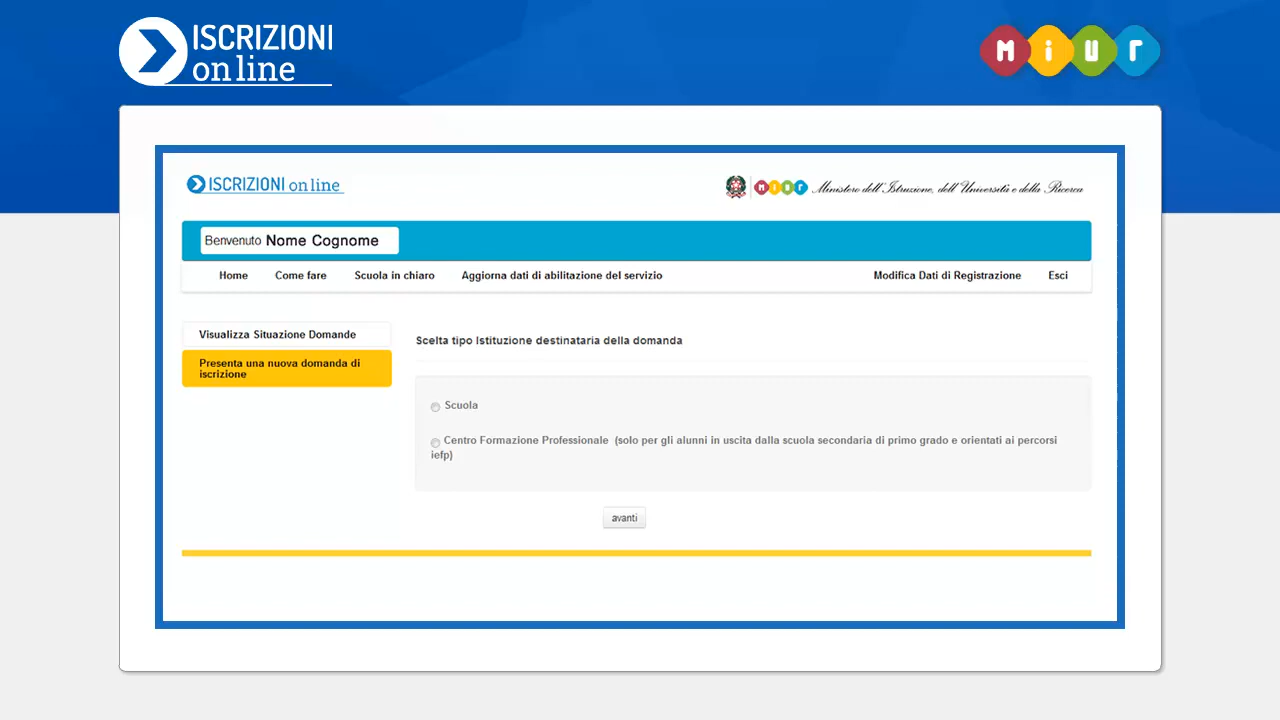 ISCRIZIONI
on line
MiUr
ISCRIZIONI on line
MiUr Ministero dell'Istruzione, dell'Università e della Ricerca
Benvenuto Nome Cognome
Home Come fare Scuola in chiaro Aggiorna dati di abilitazione del servizio Modifica Dati di Registrazione Esci
Visualizza Situazione Domande
Presenta una nuova domanda di
iscrizione
Scelta tipo Istituzione destinataria della domanda
Scuola
Centro Formazione Professionale (solo per gli alunni in uscita dalla scuola secondaria di primo grado e orientati ai percorsi
iefp)
avanti